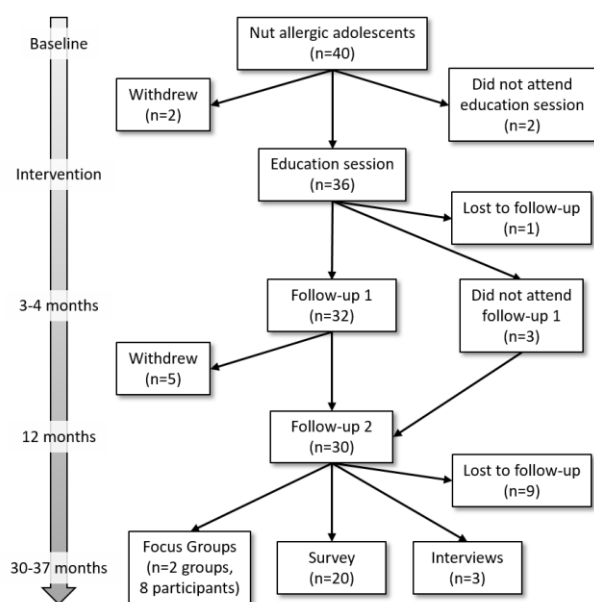 Baseline
Nut allergic adolescents
(n=40)
Withdrew
(n=2)
Did not attend
education session
(n=2)
Intervention
Education session
(n=36)
Lost to follow-up
(n=1)
3-4 months
Follow-up 1
(n=32)
Did not attend
follow-up 1
(n=3)
Withdrew
(n=5)
12 months
Follow-up 2
(n=30)
Lost to follow-up
(n=9)
30-37 months
Focus Groups
(n=2 groups,
8 participants)
Survey
(n=20)
Interviews
(n=3)